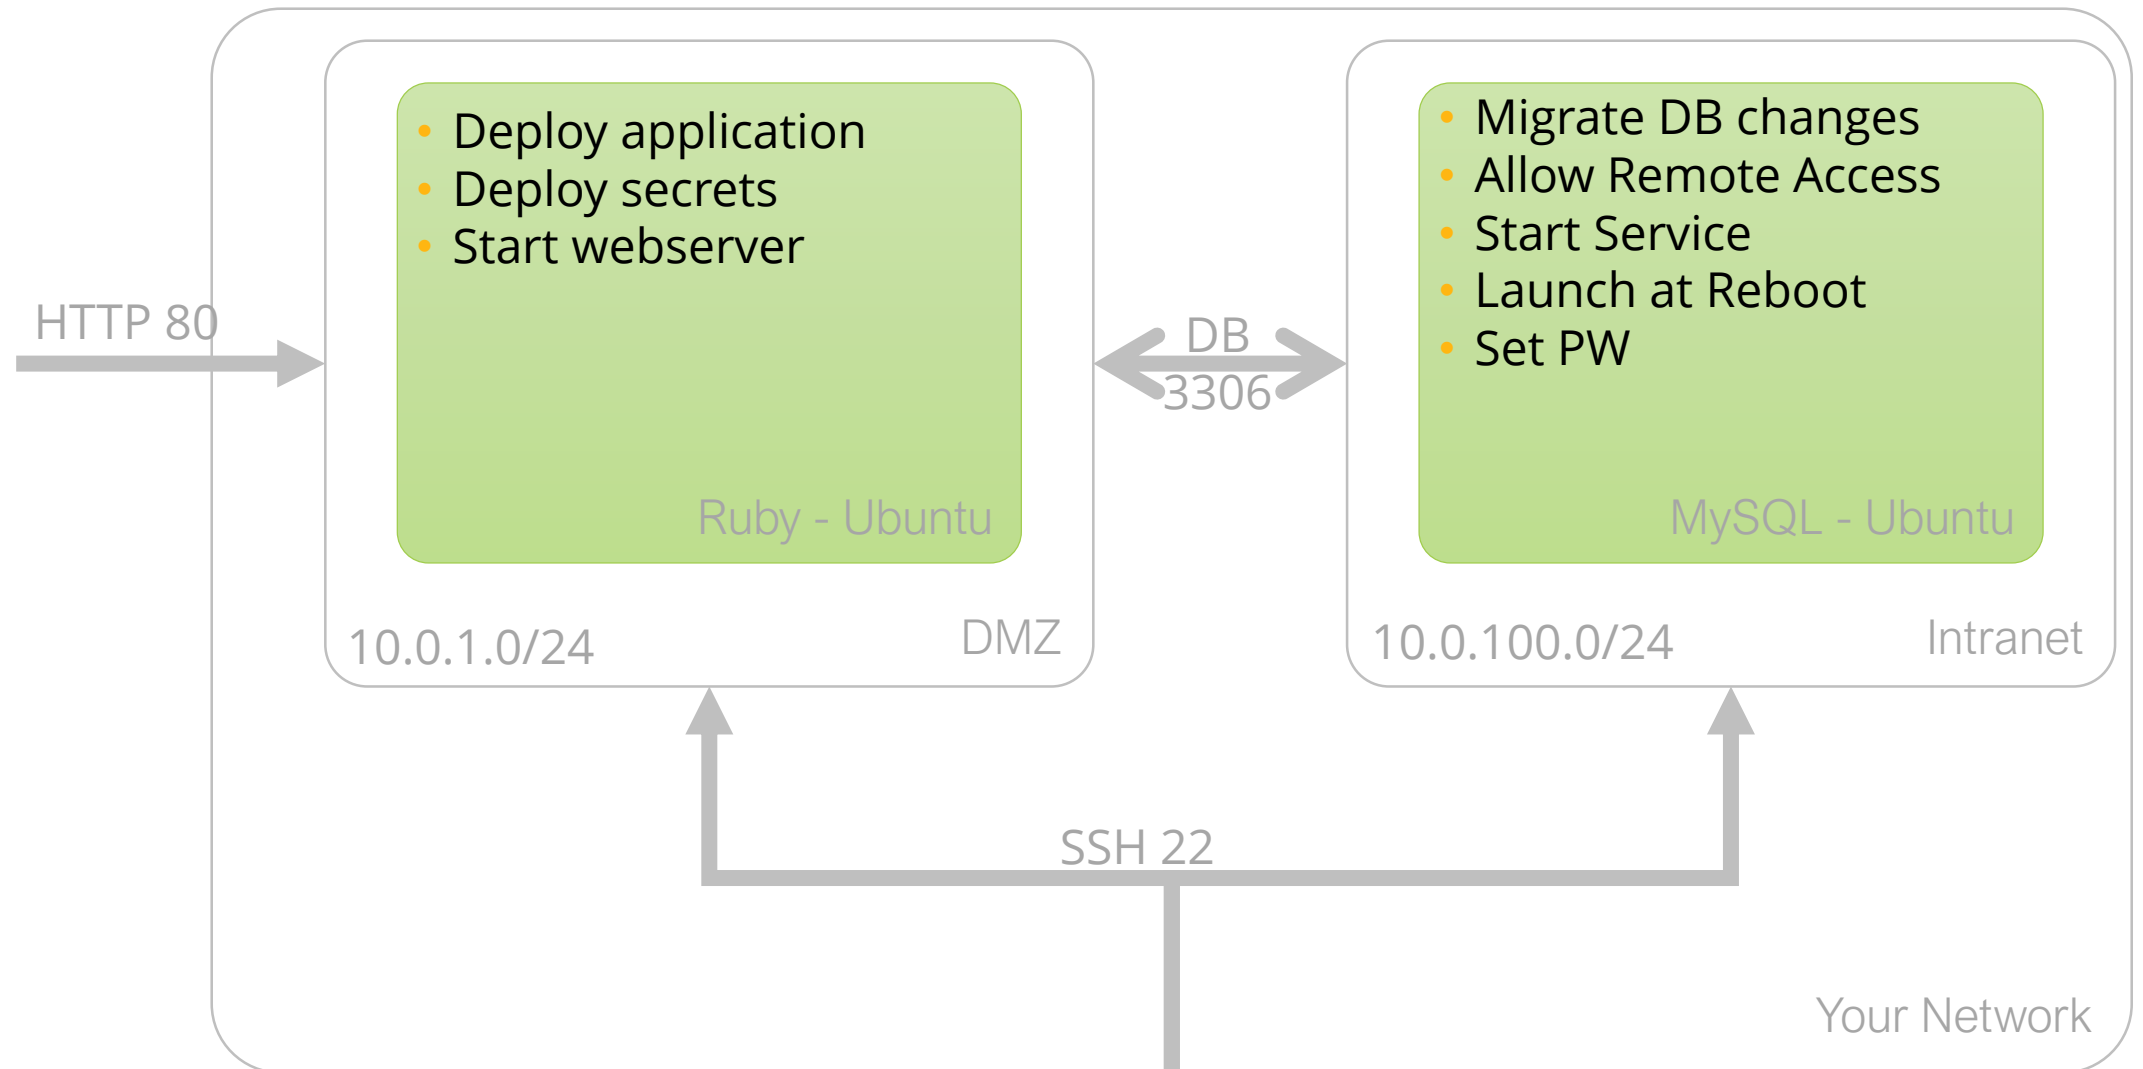 • Deploy application
• Deploy secrets
• Start webserver
Ruby - Ubuntu
10.0.1.0/24
DMZ
HTTP 80
DB
3306
• Migrate DB changes
• Allow Remote Access
• Start Service
• Launch at Reboot
• Set PW
MySQL - Ubuntu
10.0.100.0/24
Intranet
SSH 22
Your Network